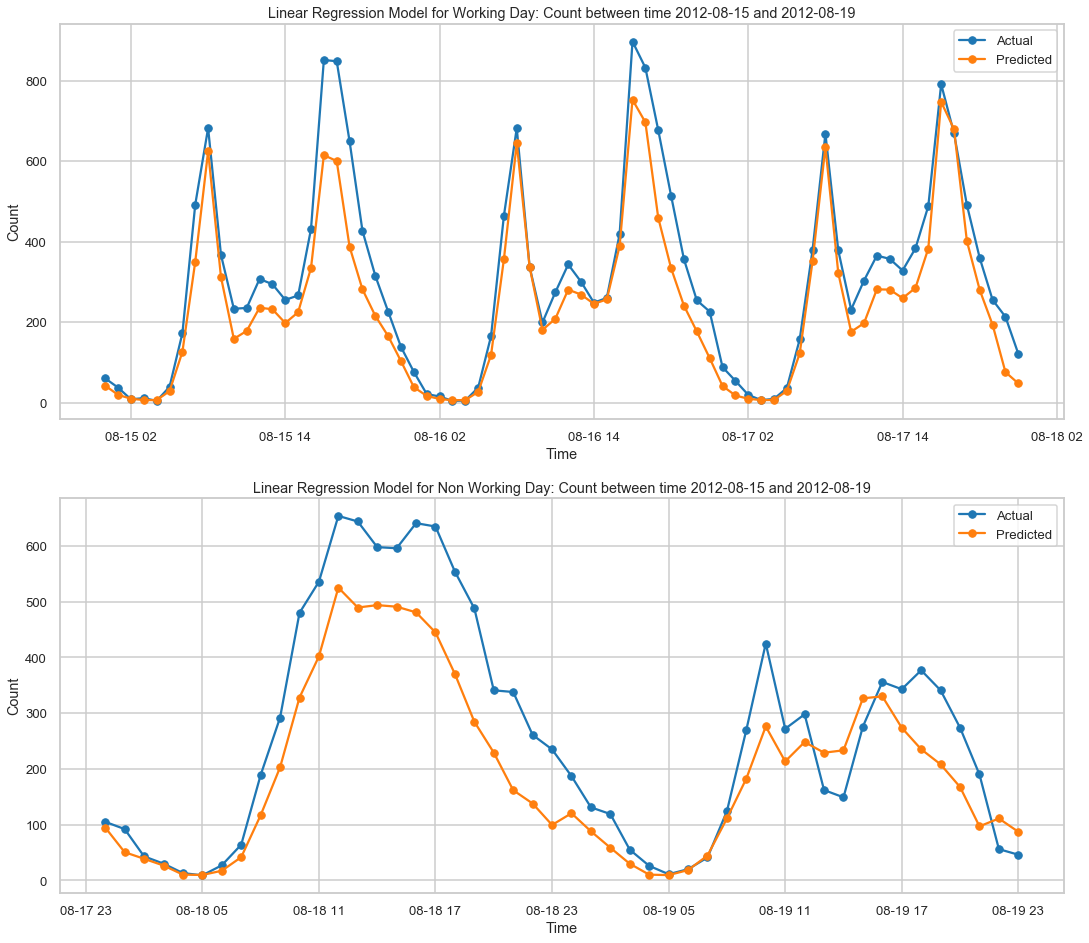 Linear Regression Model for Working Day: Count between time 2012-08-15 and 2012-08-19
Actual
Predicted
800
600
400
200
0
Count
08-15 02 08-15 14 08-16 02 08-16 14 08-17 02 08-17 14 08-18 02
Time
Linear Regression Model for Non Working Day: Count between time 2012-08-15 and 2012-08-19
Actual
Predicted
600
500
400
300
200
100
0
Count
08-17 23 08-18 05 08-18 11 08-18 17 08-18 23 08-19 05 08-19 11 08-19 17 08-19 23
Time